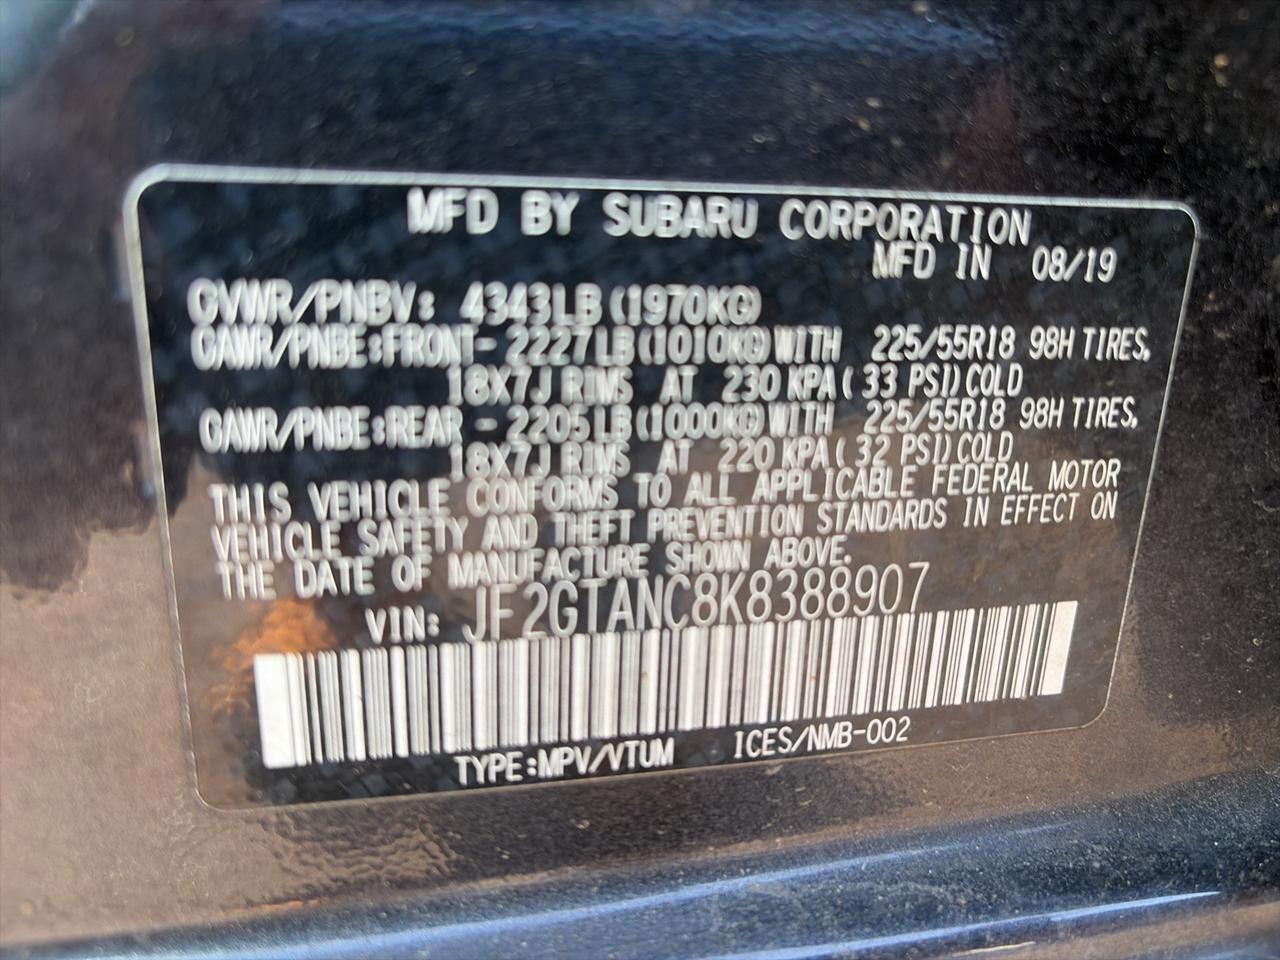 MFD BY SUBARU CORPORATION
MFD IN 08/19
GVWR/PNBV: 4343LB (1970KG)
GAWR/PNBE:FRONT- 2227LB(1010KG)WITH 225/55R18 98H TIRES,
18X7J RIMS AT 230 KPA( 33 PSI)COLD
GAWR/PNBE:REAR - 2205LB(1000KG)WITH 225/55R18 98H TIRES,
18X7J RIMS AT 220 KPA( 32 PSI)COLD
THIS VEHICLE CONFORMS TO ALL APPLICABLE FEDERAL MOTOR
VEHICLE SAFETY AND THEFT PREVENTION STANDARDS IN EFFECT ON
THE DATE OF MANUFACTURE SHOWN ABOVE.
VIN: JF2GTANC8K8388907
TYPE:MPV/VTUM ICES/NMB-002